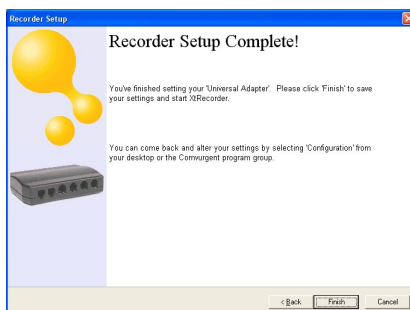 Recorder Setup
Recorder Setup Complete!
You've finished setting your 'Universal Adapter'. Please click 'Finish' to save
your settings and start XtRecorder.
You can come back and alter your settings by selecting 'Configuration' from
your desktop or the Comvurgent program group.
< Back
Finish
Cancel